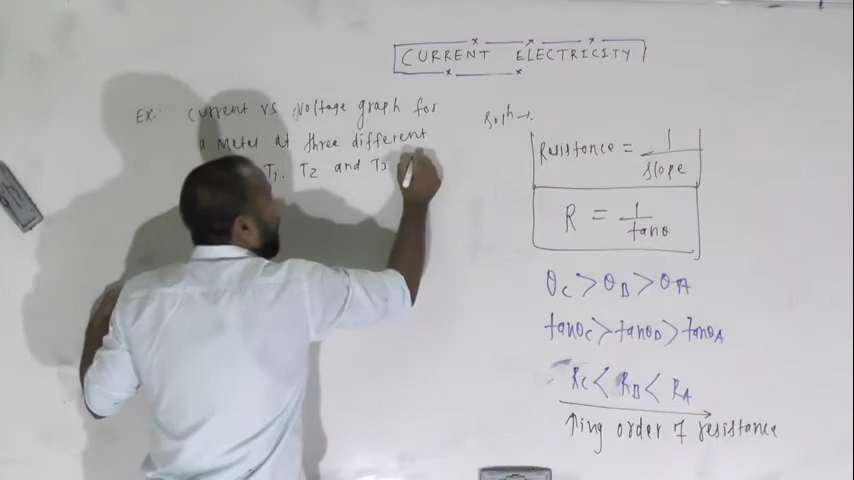 CURRENT ELECTRICITY
Ex: Current vs Voltage graph for
a Metal at three different
T1. T2 and T3
Solⁿ→
Resistance = 1/slope
R = 1/tanθ
θC > θB > θA
tanθC > tanθB > tanθA
RC < RB < RA
↑ing order of resistance